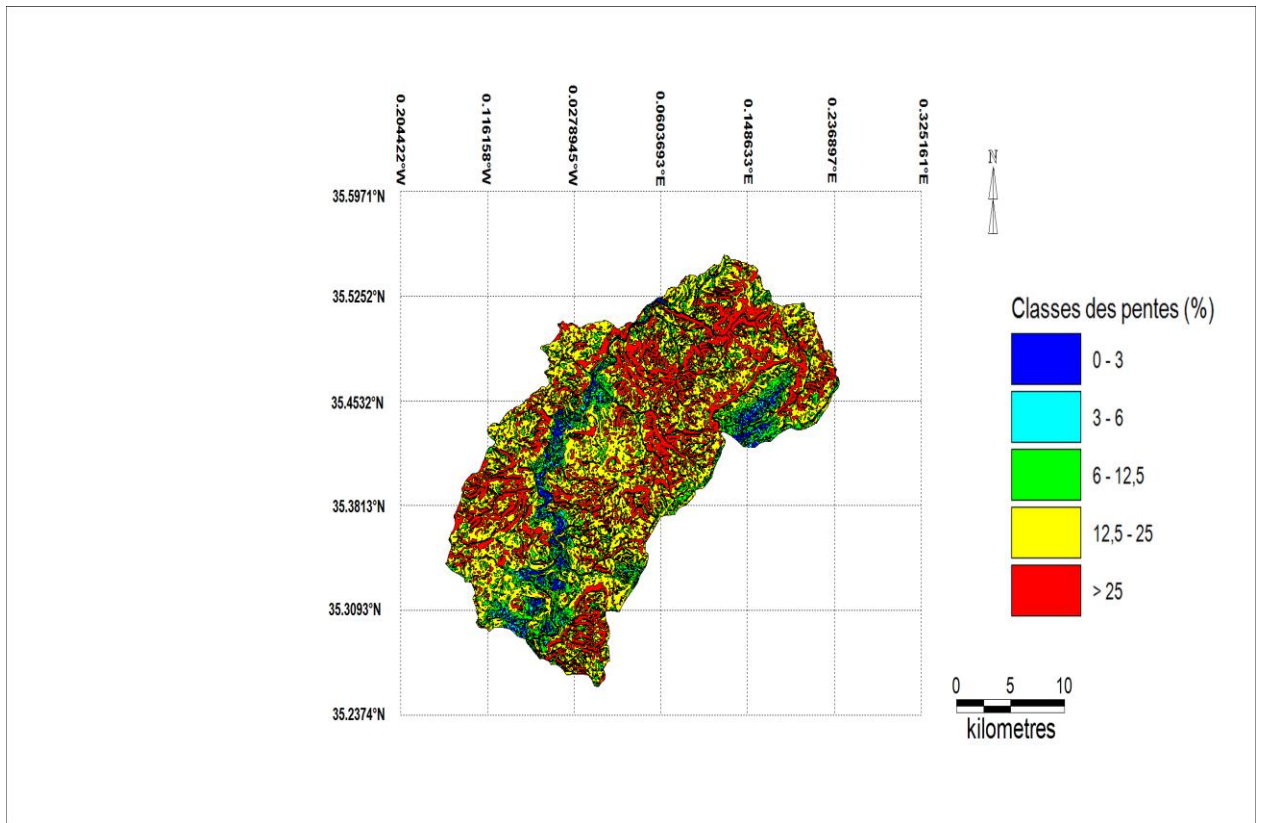 0.204422°W
0.116158°W
0.0278945°W
0.0603693°E
0.148633°E
0.236897°E
0.325161°E
N
35.5971°N
35.5252°N
35.4532°N
35.3813°N
35.3093°N
35.2374°N
Classes des pentes (%)
0 - 3
3 - 6
6 - 12,5
12,5 - 25
> 25
0 5 10
kilometres